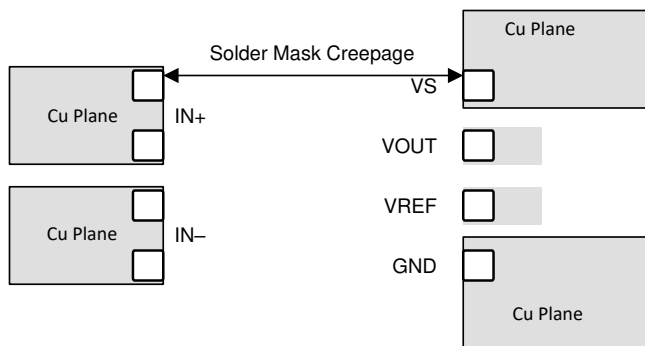 Cu Plane
Solder Mask Creepage
VS
Cu Plane
IN+
VOUT
VREF
Cu Plane
IN–
GND
Cu Plane